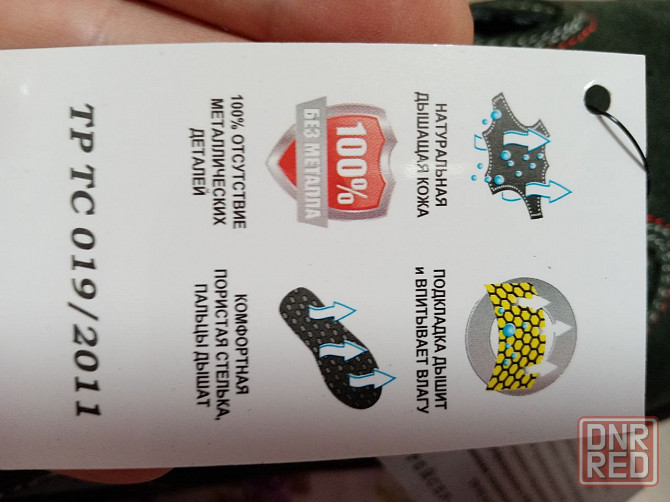 НАТУРАЛЬНАЯ
ДЫШАЩАЯ КОЖА
ПОДКЛАДКА ДЫШИТ
И ВПИТЫВАЕТ ВЛАГУ
100%
БЕЗ МЕТАЛЛА
100% ОТСУТСТВИЕ
МЕТАЛЛИЧЕСКИХ
ДЕТАЛЕЙ
КОМФОРТНАЯ
ПОРИСТАЯ СТЕЛЬКА,
ПАЛЬЦЫ ДЫШАТ
ТР ТС 019/2011
DNR
RED